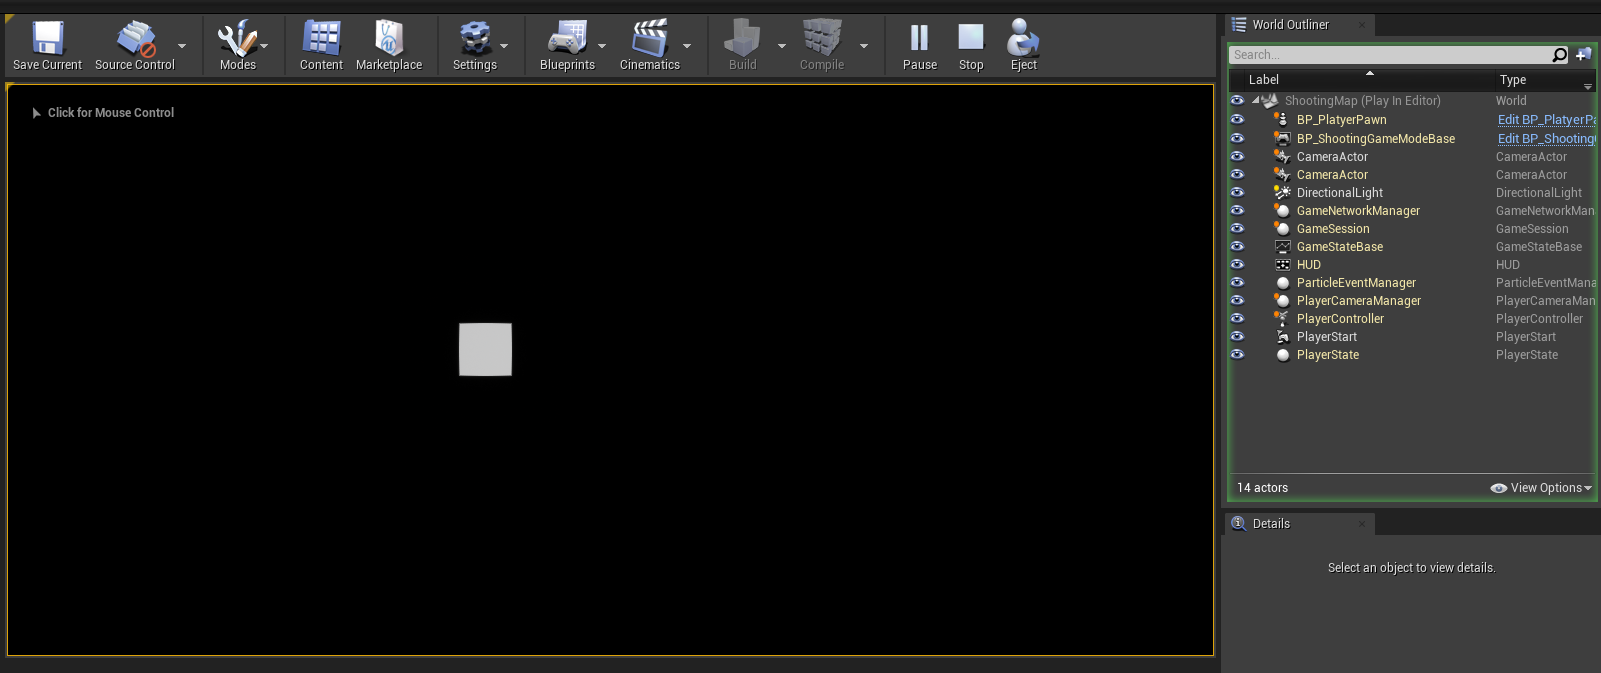 Save Current Source Control Modes Content Marketplace Settings Blueprints Cinematics Build Compile Pause Stop Eject
Click for Mouse Control
World Outliner
Search...
Label Type
ShootingMap (Play In Editor) World
BP_PlatyerPawn Edit BP_PlatyerPa
BP_ShootingGameModeBase Edit BP_Shooting
CameraActor CameraActor
CameraActor CameraActor
DirectionalLight DirectionalLight
GameNetworkManager GameNetworkMan
GameSession GameSession
GameStateBase GameStateBase
HUD HUD
ParticleEventManager ParticleEventMana
PlayerCameraManager PlayerCameraMan
PlayerController PlayerController
PlayerStart PlayerStart
PlayerState PlayerState
14 actors View Options
Details
Select an object to view details.